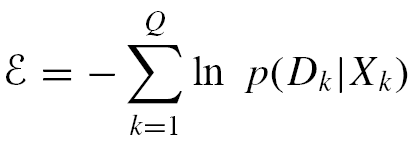 ℰ = − ∑_{k=1}^{Q} ln p(D_k|X_k)